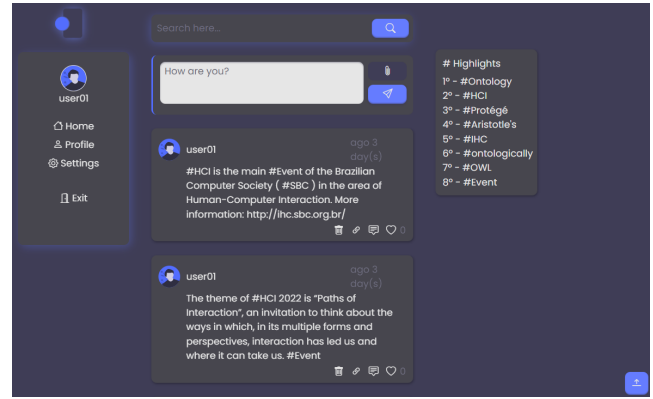 Search here...
user01
Home
Profile
Settings
Exit
How are you?
user01
ago 3
day(s)
#HCI is the main #Event of the Brazilian
Computer Society ( #SBC ) in the area of
Human-Computer Interaction. More
information: http://ihc.sbc.org.br/
0
user01
ago 3
day(s)
The theme of #HCI 2022 is "Paths of
Interaction", an invitation to think about the
ways in which, in its multiple forms and
perspectives, interaction has led us and
where it can take us. #Event
0
# Highlights
1º - #Ontology
2º - #HCI
3º - #Protégé
4º - #Aristotle's
5º - #IHC
6º - #ontologically
7º - #OWL
8º - #Event